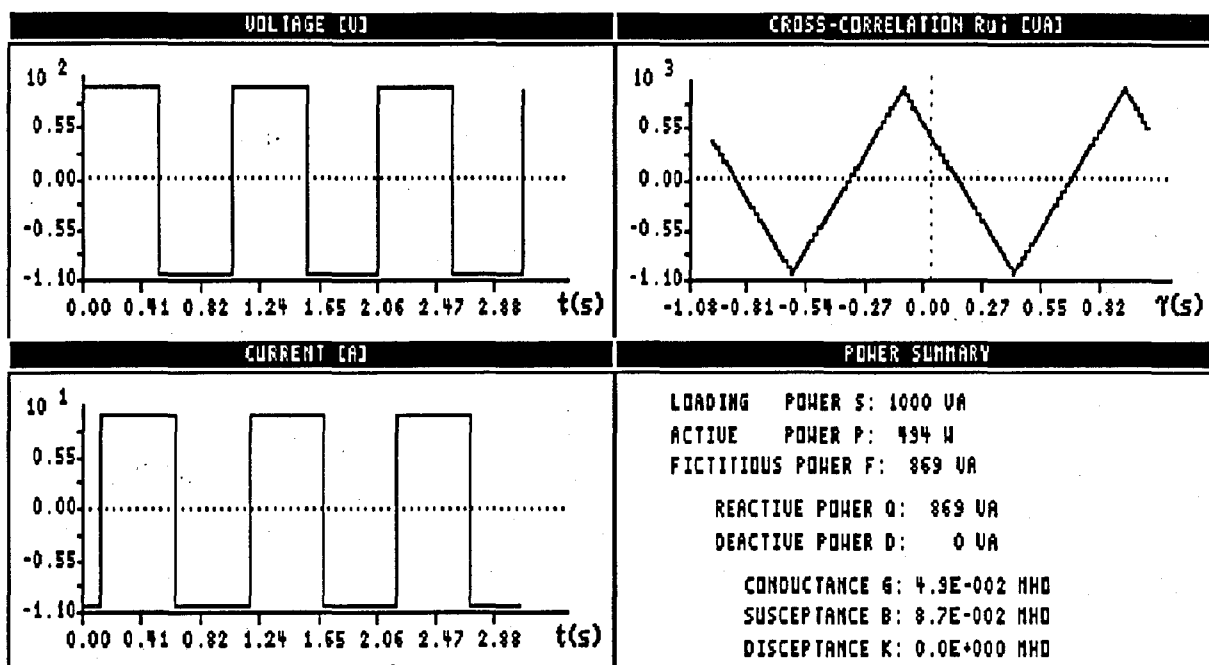 VOLTAGE [V]
10 2
0.55
0.00
-0.55
-1.10
0.00 0.41 0.82 1.24 1.65 2.06 2.47 2.88 t(s)
CROSS-CORRELATION Rui [VA]
10 3
0.55
0.00
-0.55
-1.10
-1.08-0.81-0.54-0.27 0.00 0.27 0.55 0.82 τ(s)
CURRENT [A]
10 1
0.55
0.00
-0.55
-1.10
0.00 0.41 0.82 1.24 1.65 2.06 2.47 2.88 t(s)
POWER SUMMARY
LOADING POWER S: 1000 VA
ACTIVE POWER P: 494 W
FICTITIOUS POWER F: 869 VA
REACTIVE POWER Q: 869 VA
DEACTIVE POWER D: 0 VA
CONDUCTANCE G: 4.9E-002 MHO
SUSCEPTANCE B: 8.7E-002 MHO
DISCEPTANCE K: 0.0E+000 MHO